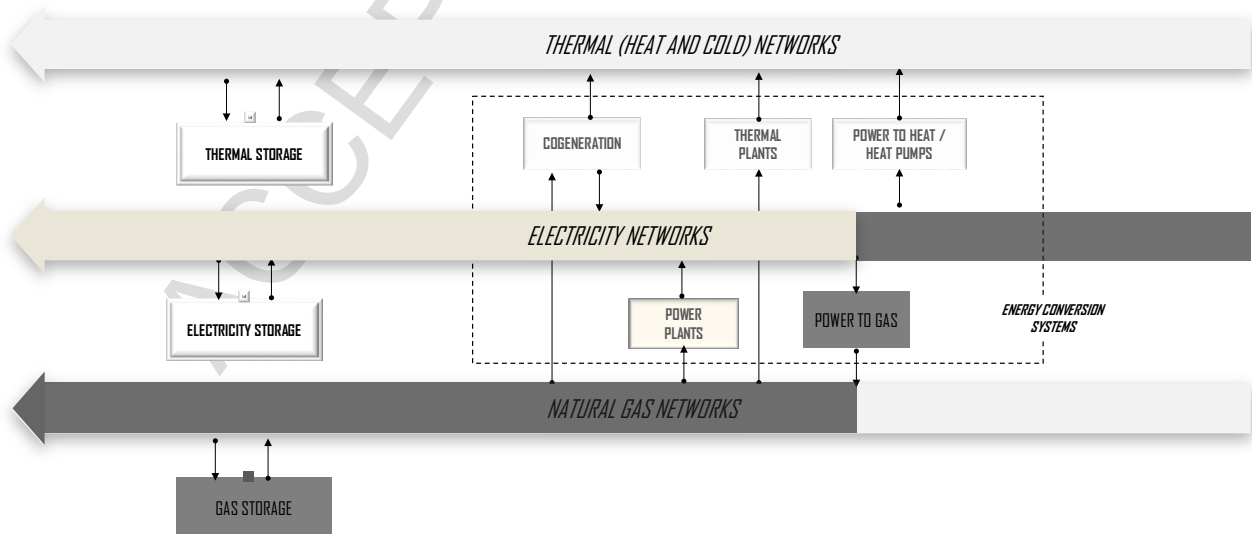 THERMAL (HEAT AND COLD) NETWORKS
COGENERATION
THERMAL
PLANTS
POWER TO HEAT /
HEAT PUMPS
THERMAL STORAGE
ELECTRICITY NETWORKS
ELECTRICITY STORAGE
POWER
PLANTS
POWER TO GAS
ENERGY CONVERSION
SYSTEMS
NATURAL GAS NETWORKS
GAS STORAGE
ACCEP